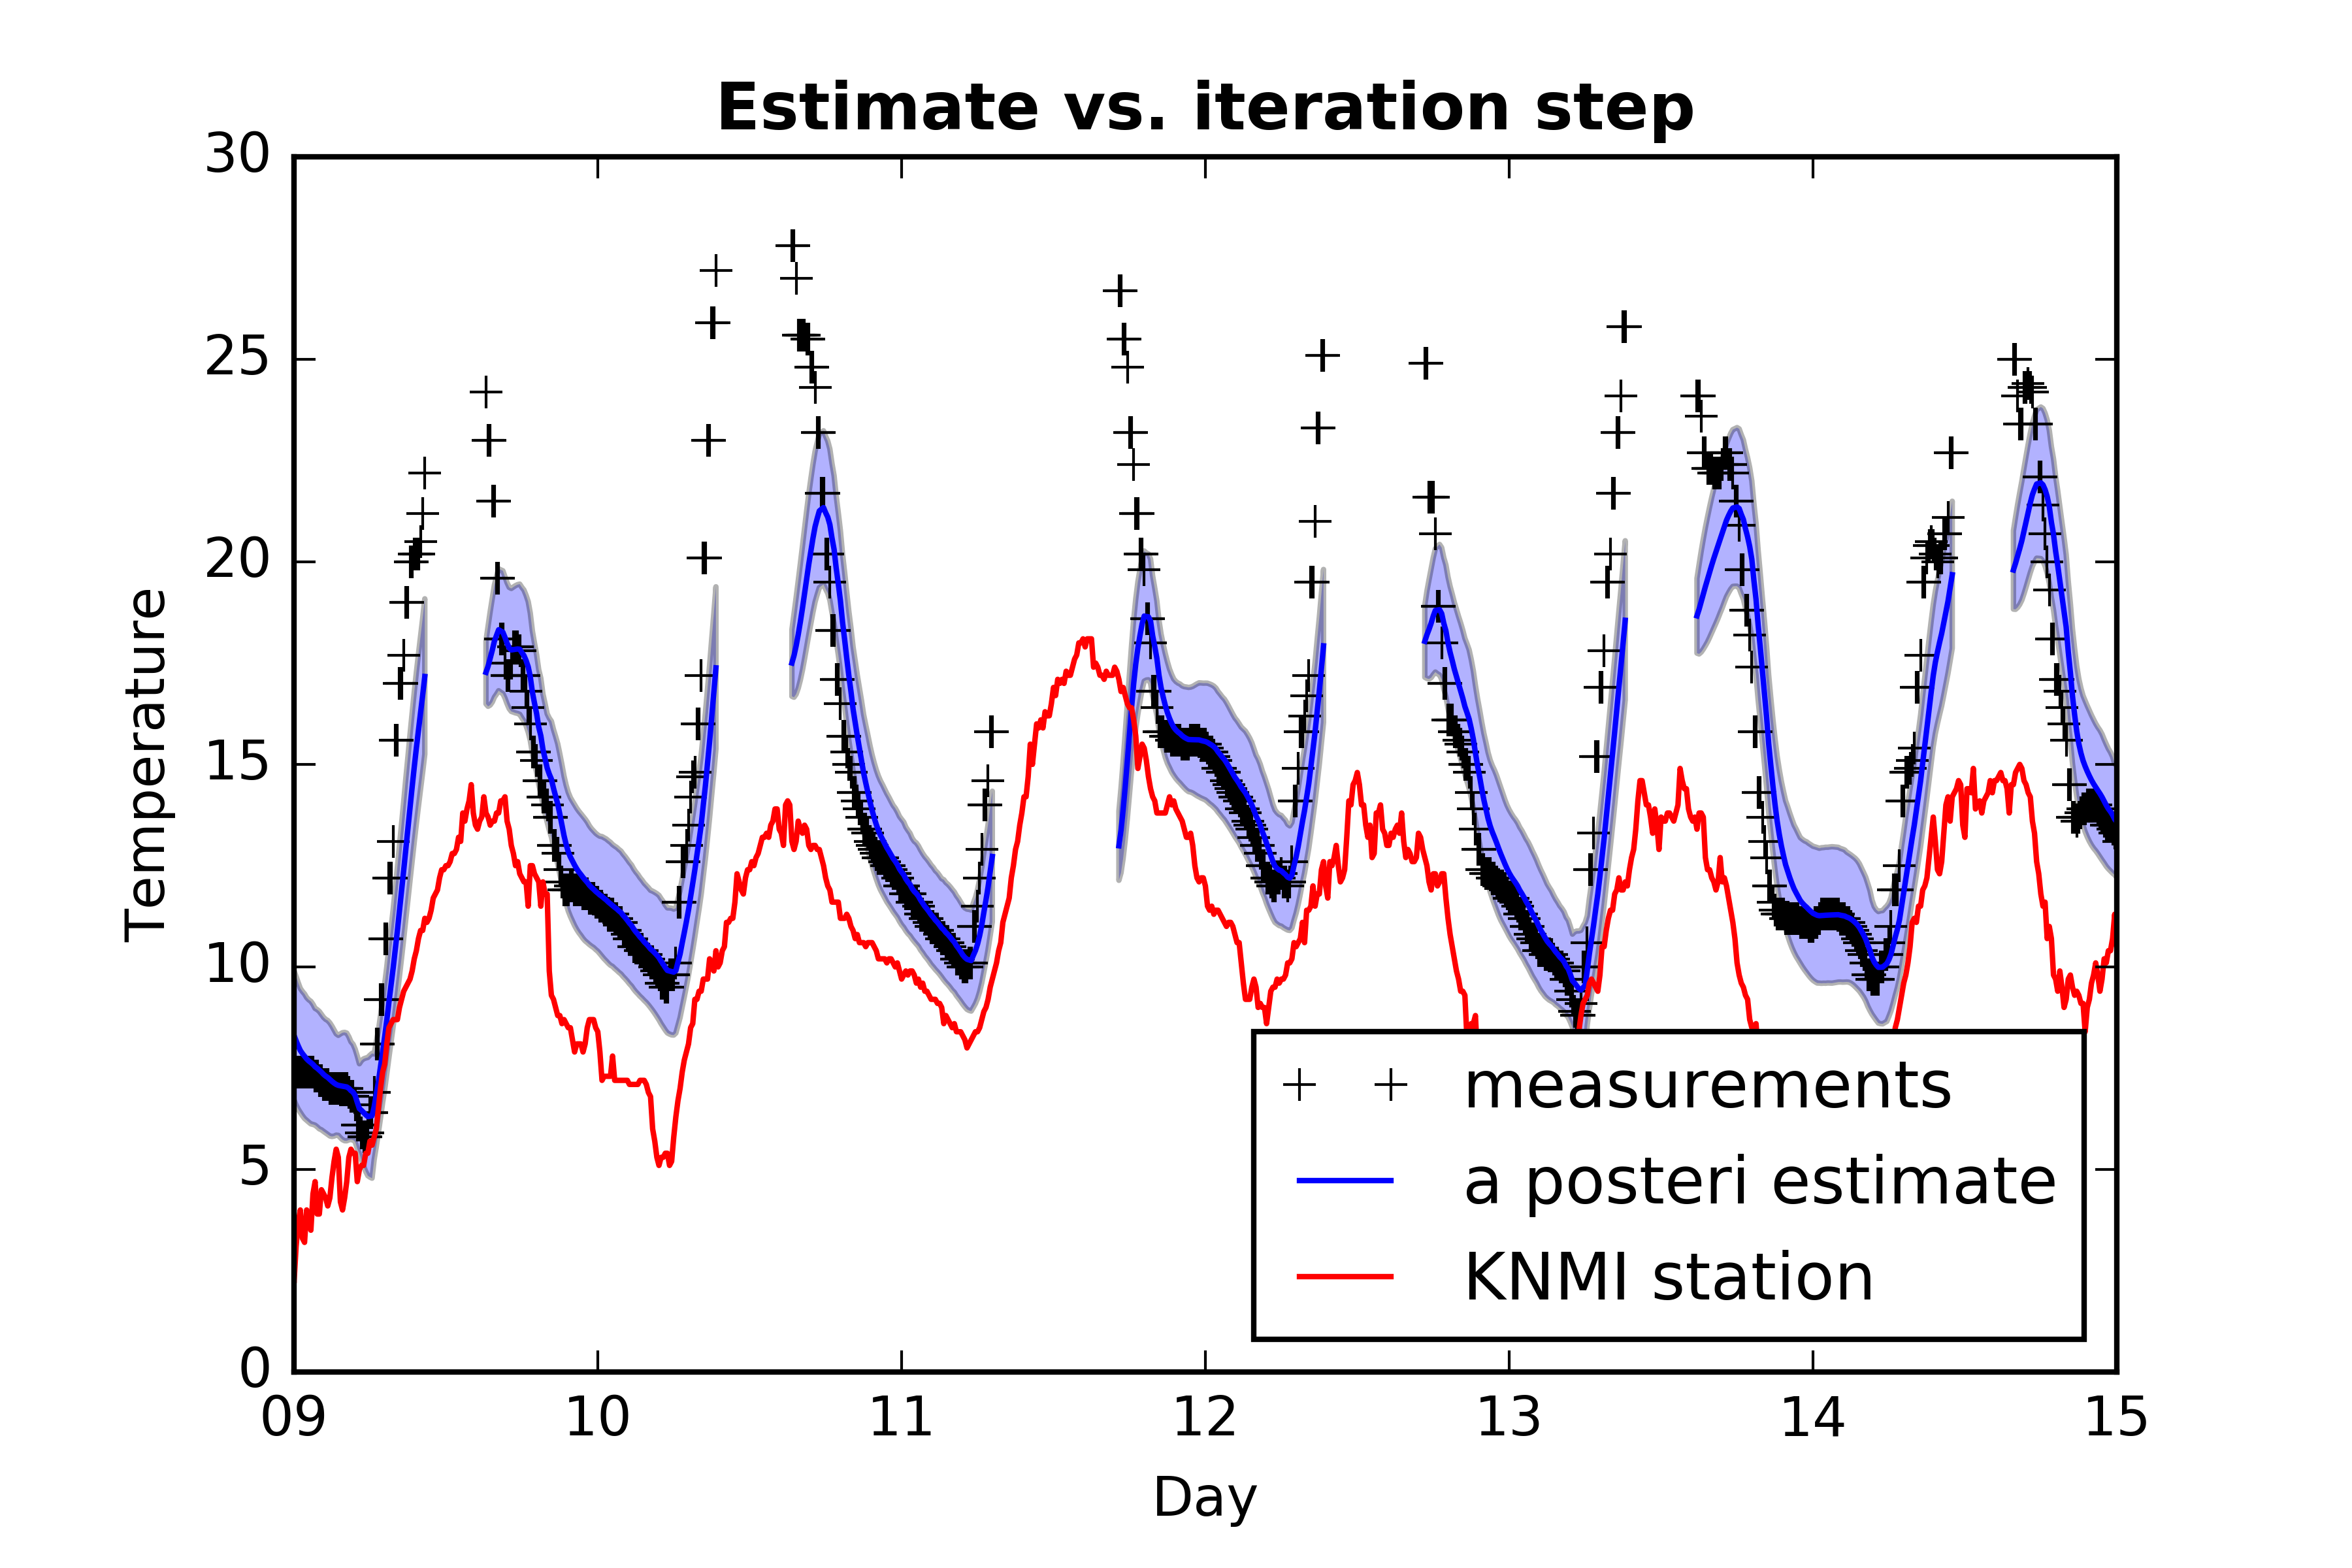 Estimate vs. iteration step
30
25
20
15
10
5
0
Temperature
measurements
a posteri estimate
KNMI station
09 10 11 12 13 14 15
Day